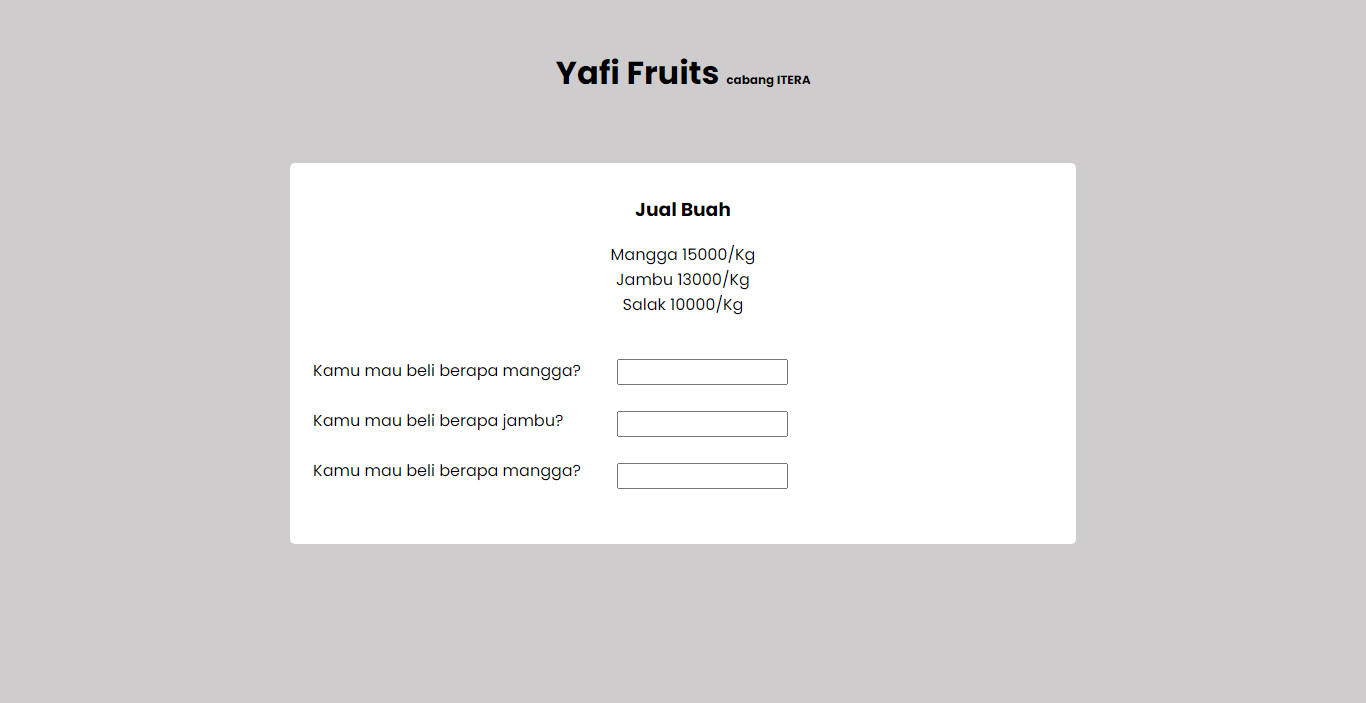 Yafi Fruits cabang ITERA
Jual Buah
Mangga 15000/Kg
Jambu 13000/Kg
Salak 10000/Kg
Kamu mau beli berapa mangga?
Kamu mau beli berapa jambu?
Kamu mau beli berapa mangga?